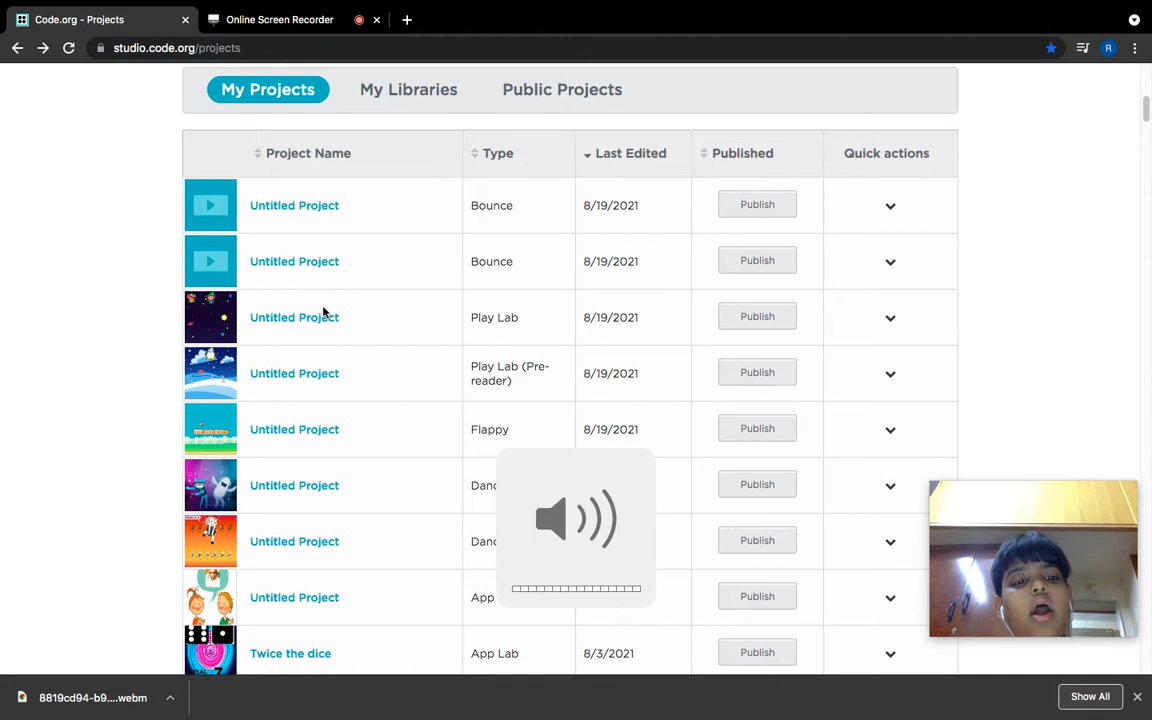 Code.org - Projects
Online Screen Recorder
studio.code.org/projects
R
My Projects
My Libraries
Public Projects
Project Name
Type
Last Edited
Published
Quick actions
Untitled Project
Bounce
8/19/2021
Publish
Untitled Project
Bounce
8/19/2021
Publish
Untitled Project
Play Lab
8/19/2021
Publish
Untitled Project
Play Lab (Pre-
reader)
8/19/2021
Publish
Untitled Project
Flappy
8/19/2021
Publish
Untitled Project
Danc
Publish
Untitled Project
Danc
Publish
Untitled Project
App
Publish
Twice the dice
App Lab
8/3/2021
Publish
8819cd94-b9....webm
Show All